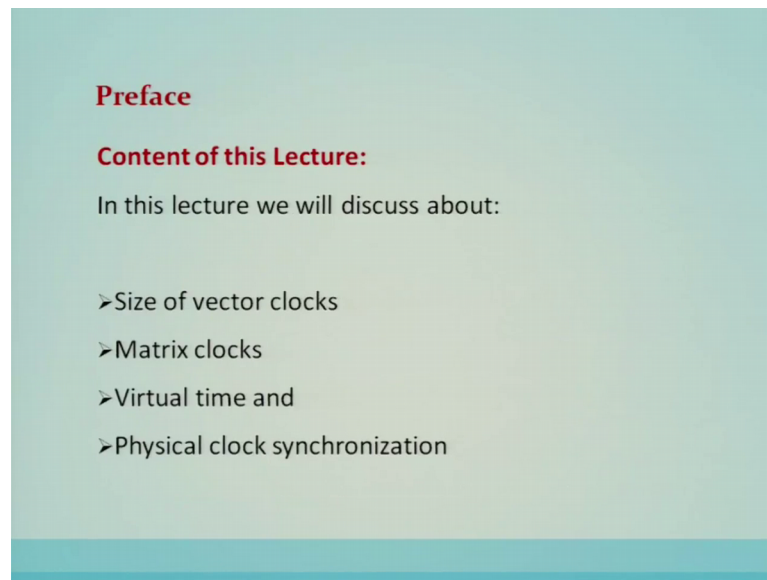 Preface
Content of this Lecture:
In this lecture we will discuss about:
➢Size of vector clocks
➢Matrix clocks
➢Virtual time and
➢Physical clock synchronization